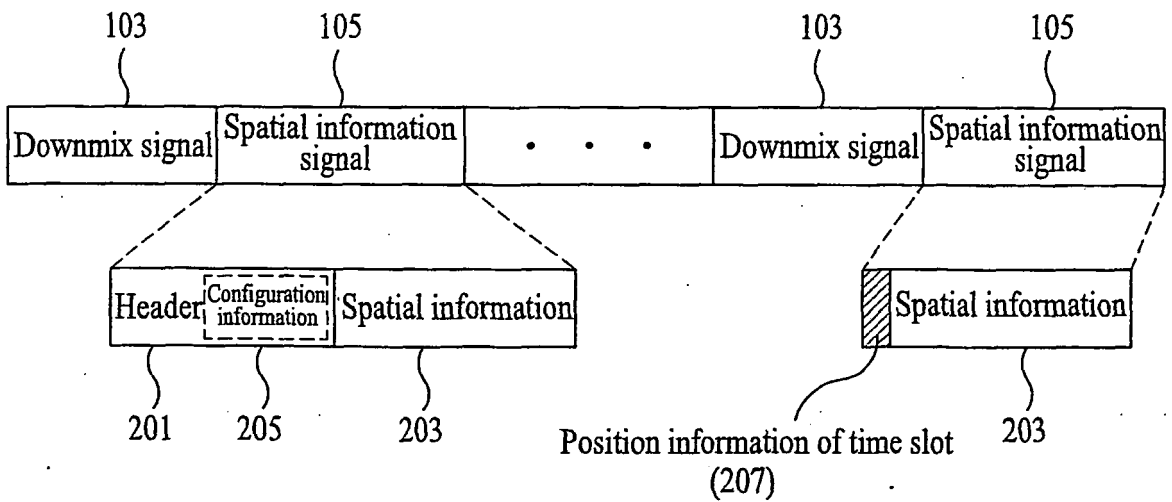 103
105
103
105
Downmix signal
Spatial information
signal
. . .
Downmix signal
Spatial information
signal
Header
Configuration
information
Spatial information
Spatial information
201
205
203
Position information of time slot
(207)
203